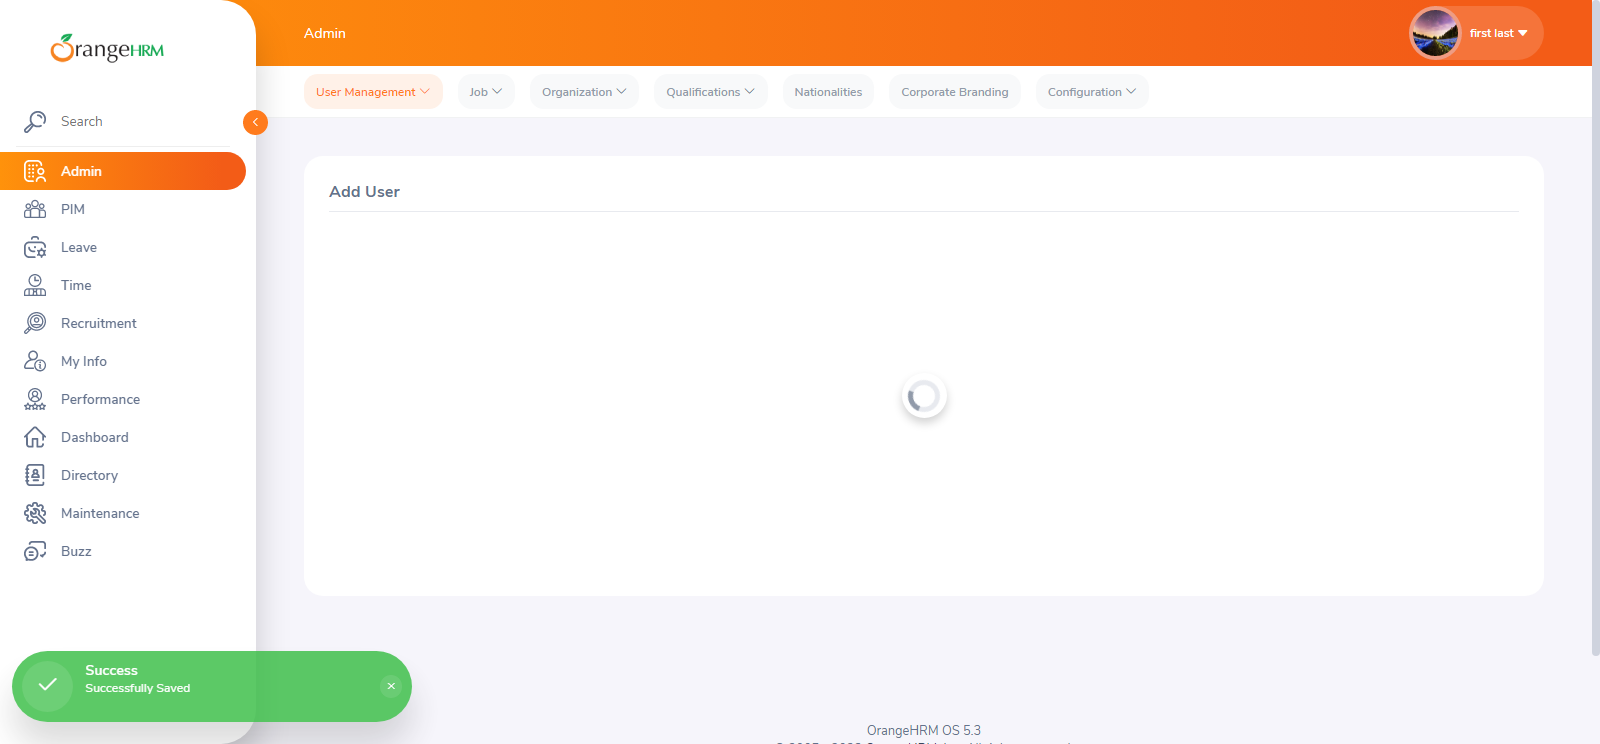 OrangeHRM
Admin
first last
User Management
Job
Organization
Qualifications
Nationalities
Corporate Branding
Configuration
Search
Admin
PIM
Leave
Time
Recruitment
My Info
Performance
Dashboard
Directory
Maintenance
Buzz
Add User
Success
Successfully Saved
OrangeHRM OS 5.3